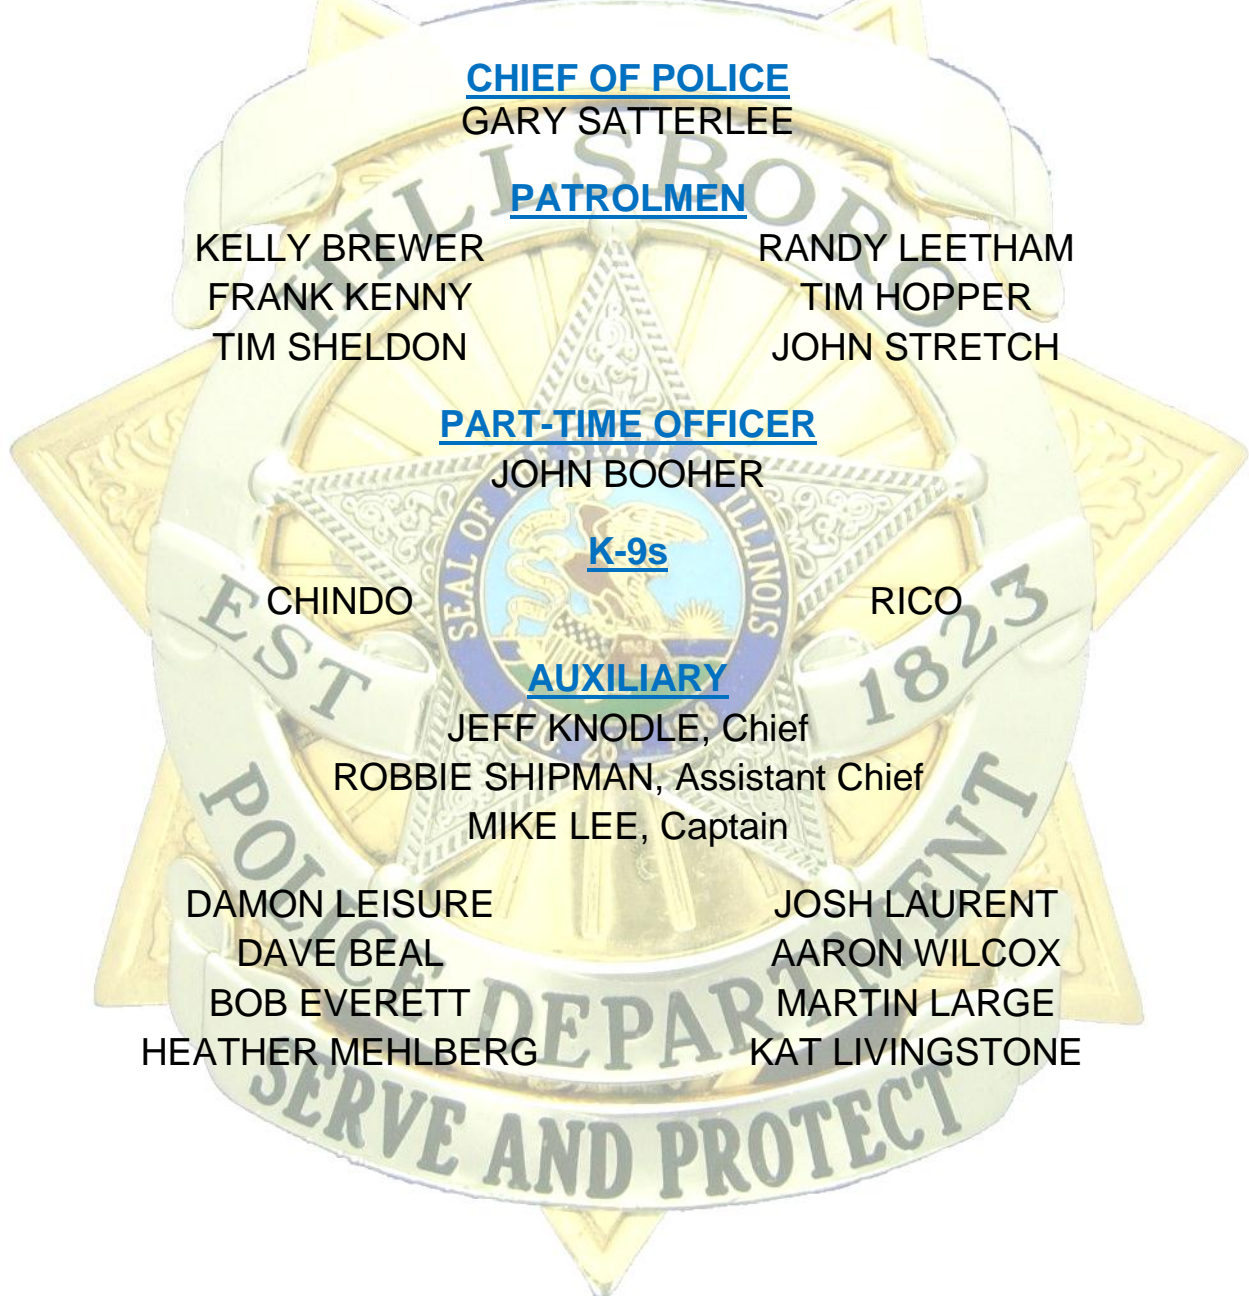 CHIEF OF POLICE
GARY SATTERLEE
PATROLMEN
KELLY BREWER RANDY LEETHAM
FRANK KENNY TIM HOPPER
TIM SHELDON JOHN STRETCH
PART-TIME OFFICER
JOHN BOOHER
K-9s
CHINDO RICO
AUXILIARY
JEFF KNODLE, Chief
ROBBIE SHIPMAN, Assistant Chief
MIKE LEE, Captain
DAMON LEISURE JOSH LAURENT
DAVE BEAL AARON WILCOX
BOB EVERETT MARTIN LARGE
HEATHER MEHLBERG KAT LIVINGSTONE
HILLSBORO
SEAL OF THE STATE OF ILLINOIS
EST 1823
POLICE DEPARTMENT
SERVE AND PROTECT